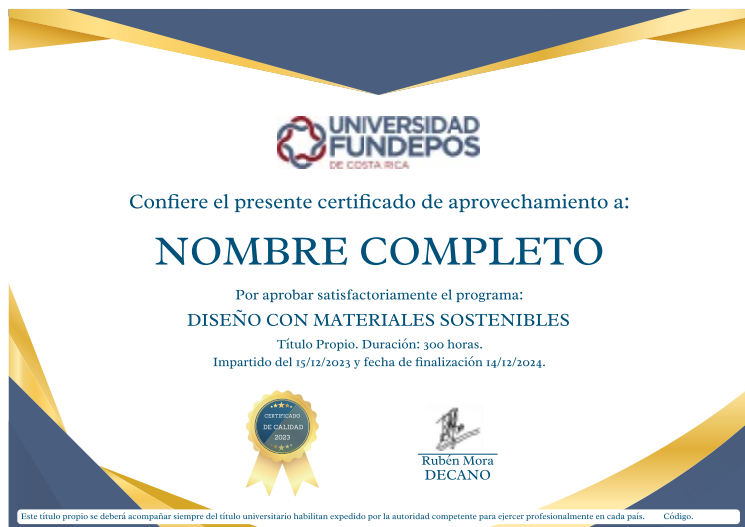 UNIVERSIDAD
FUNDEPOS
DE COSTA RICA
Confiere el presente certificado de aprovechamiento a:
NOMBRE COMPLETO
Por aprobar satisfactoriamente el programa:
DISEÑO CON MATERIALES SOSTENIBLES
Título Propio. Duración: 300 horas.
Impartido del 15/12/2023 y fecha de finalización 14/12/2024.
CERTIFICADO
DE CALIDAD
2023
Rubén Mora
DECANO
Este título propio se deberá acompañar siempre del título universitario habilitan expedido por la autoridad competente para ejercer profesionalmente en cada país. Código.